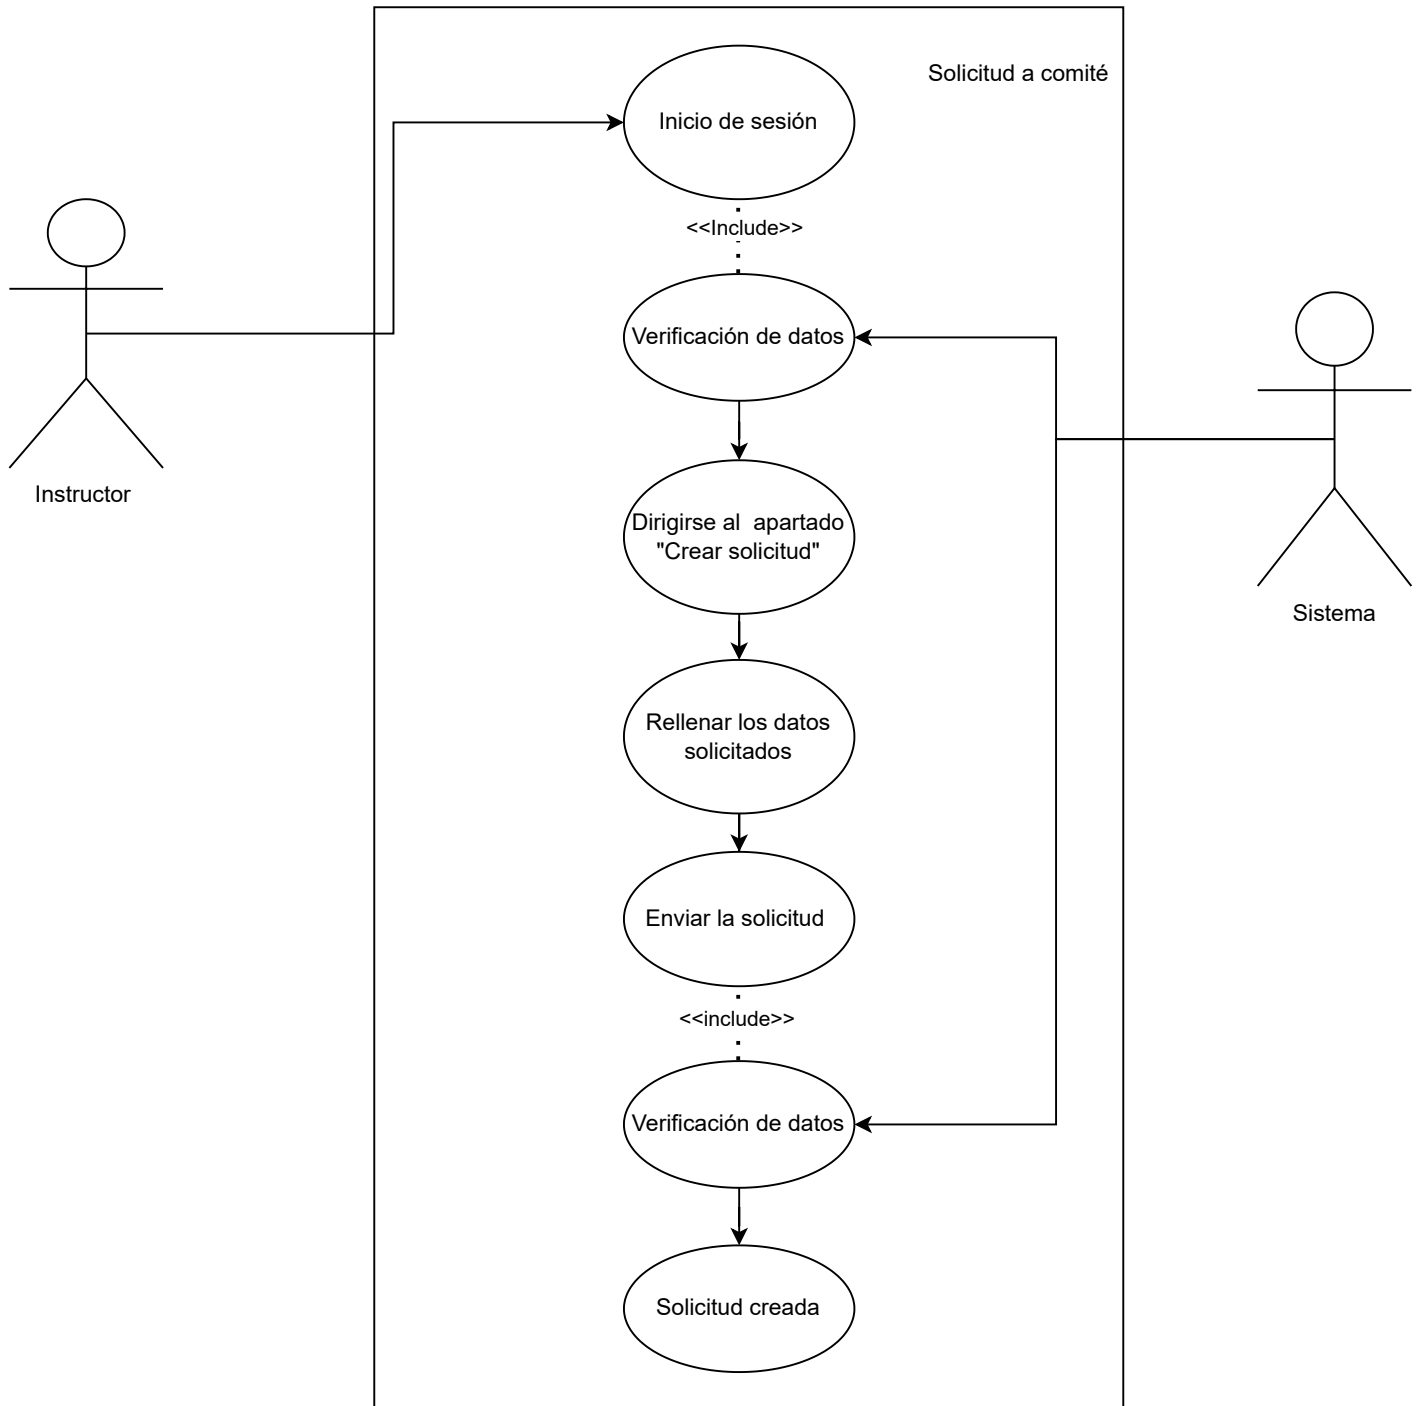 Solicitud a comité
Inicio de sesión
<<Include>>
Verificación de datos
Dirigirse al  apartado
"Crear solicitud"
Instructor
Sistema
Rellenar los datos
solicitados
Enviar la solicitud
<<include>>
Verificación de datos
Solicitud creada